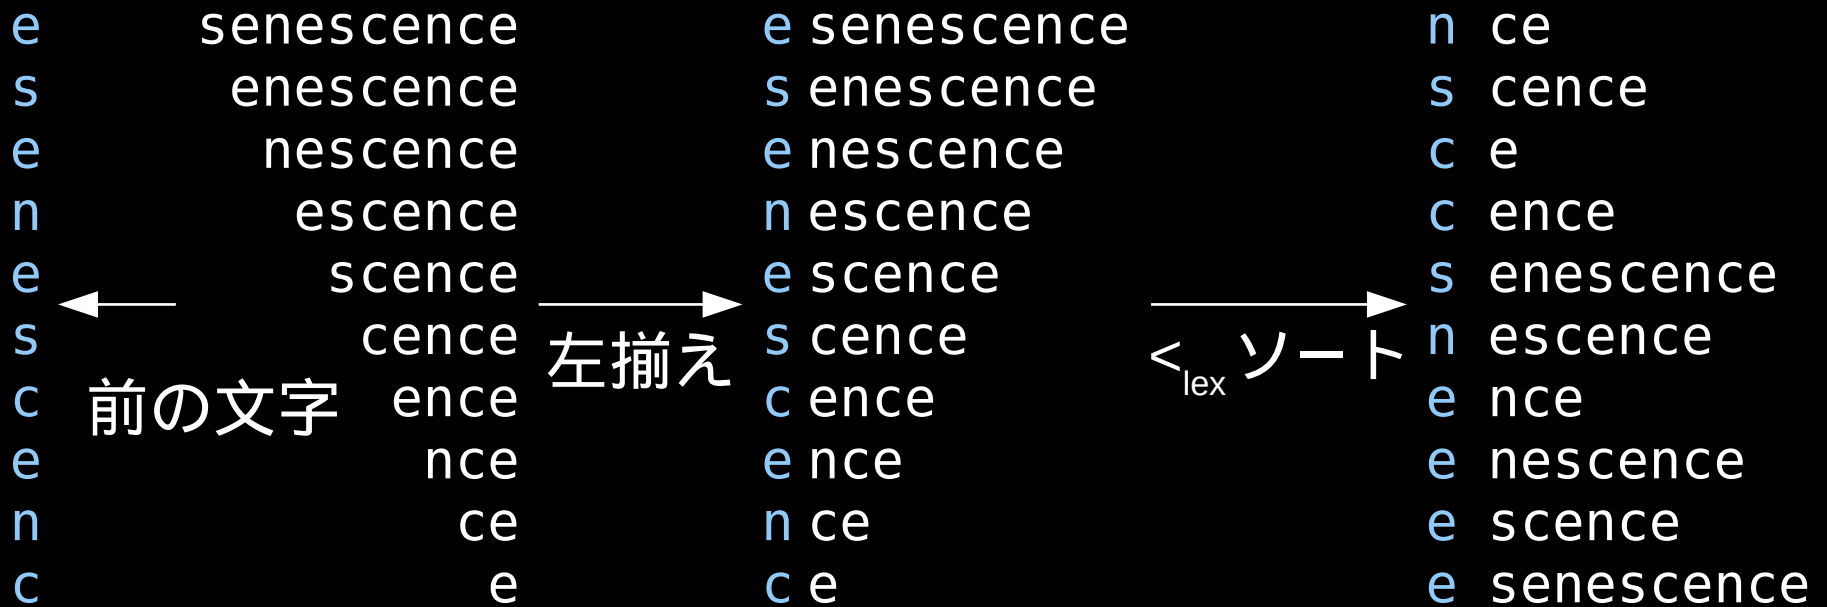 e senescence e senescence n ce
s enescence s enescence s cence
e nescence e nescence c e
n escence n escence c ence
e scence e scence s enescence
s cence 左揃え s cence <lex ソート n escence
c 前の文字 ence c ence e nce
e nce e nce e nescence
n ce n ce e scence
c e c e e senescence